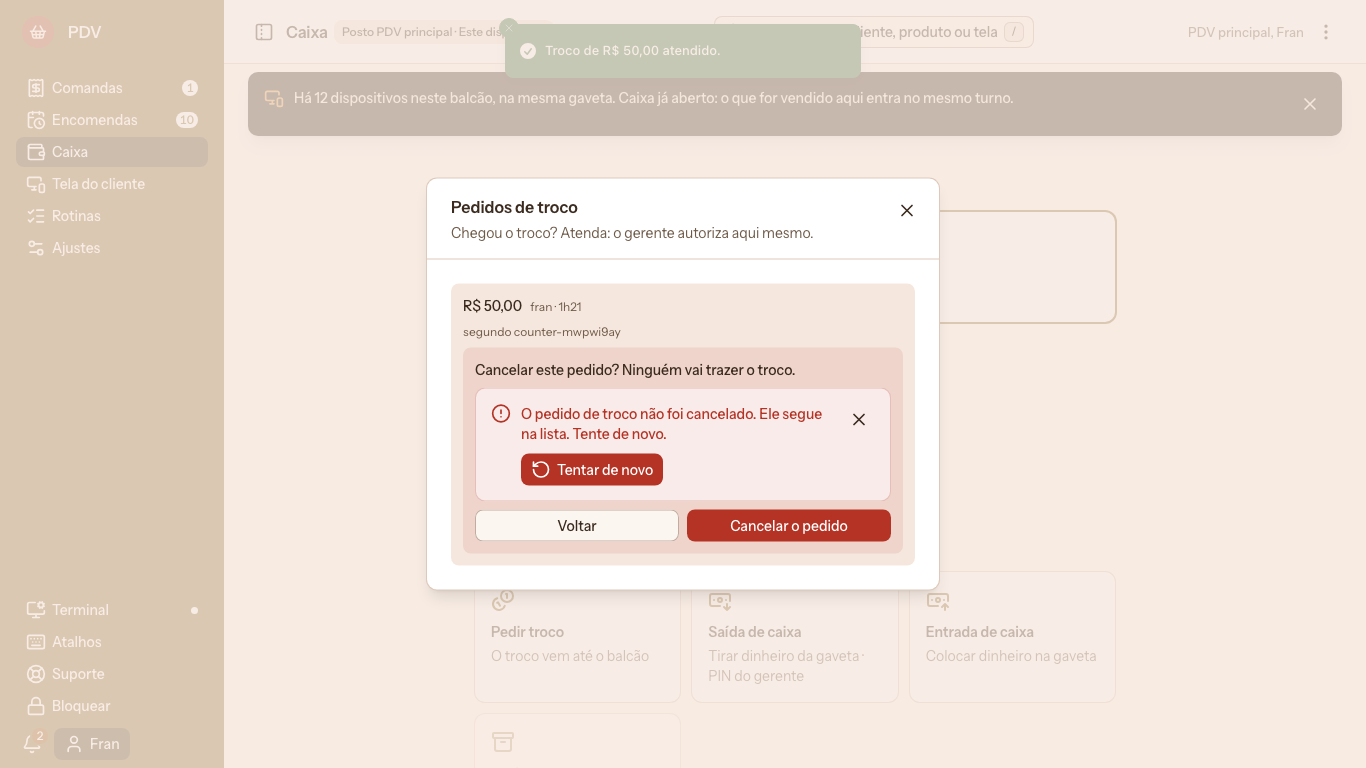 PDV
Caixa
Posto PDV principal · Este dis
Troco de R$ 50,00 atendido.
iente, produto ou tela
/
PDV principal, Fran
Comandas
1
Encomendas
10
Caixa
Tela do cliente
Rotinas
Ajustes
Há 12 dispositivos neste balcão, na mesma gaveta. Caixa já aberto: o que for vendido aqui entra no mesmo turno.
Pedidos de troco
Chegou o troco? Atenda: o gerente autoriza aqui mesmo.
R$ 50,00 fran · 1h21
segundo counter-mwpwi9ay
Cancelar este pedido? Ninguém vai trazer o troco.
O pedido de troco não foi cancelado. Ele segue
na lista. Tente de novo.
Tentar de novo
Voltar
Cancelar o pedido
Pedir troco
O troco vem até o balcão
Saída de caixa
Tirar dinheiro da gaveta ·
PIN do gerente
Entrada de caixa
Colocar dinheiro na gaveta
Terminal
Atalhos
Suporte
Bloquear
2
Fran